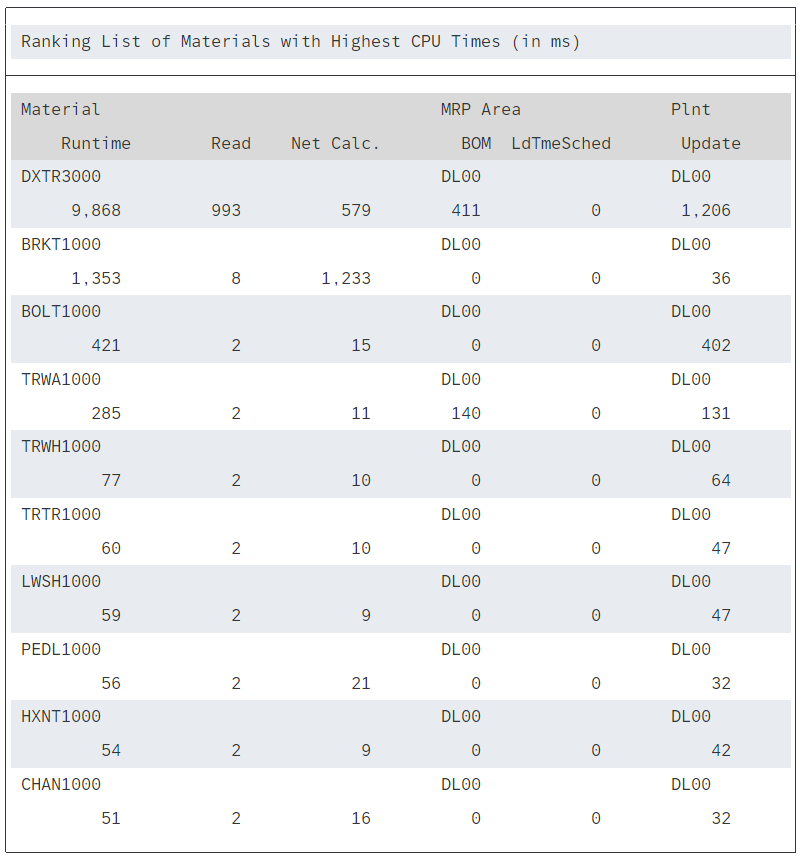 Ranking List of Materials with Highest CPU Times (in ms)
Material MRP Area Plnt
Runtime Read Net Calc. BOM LdTmeSched Update
DXTR3000 DL00 DL00
9,868 993 579 411 0 1,206
BRKT1000 DL00 DL00
1,353 8 1,233 0 0 36
BOLT1000 DL00 DL00
421 2 15 0 0 402
TRWA1000 DL00 DL00
285 2 11 140 0 131
TRWH1000 DL00 DL00
77 2 10 0 0 64
TRTR1000 DL00 DL00
60 2 10 0 0 47
LWSH1000 DL00 DL00
59 2 9 0 0 47
PEDL1000 DL00 DL00
56 2 21 0 0 32
HXNT1000 DL00 DL00
54 2 9 0 0 42
CHAN1000 DL00 DL00
51 2 16 0 0 32